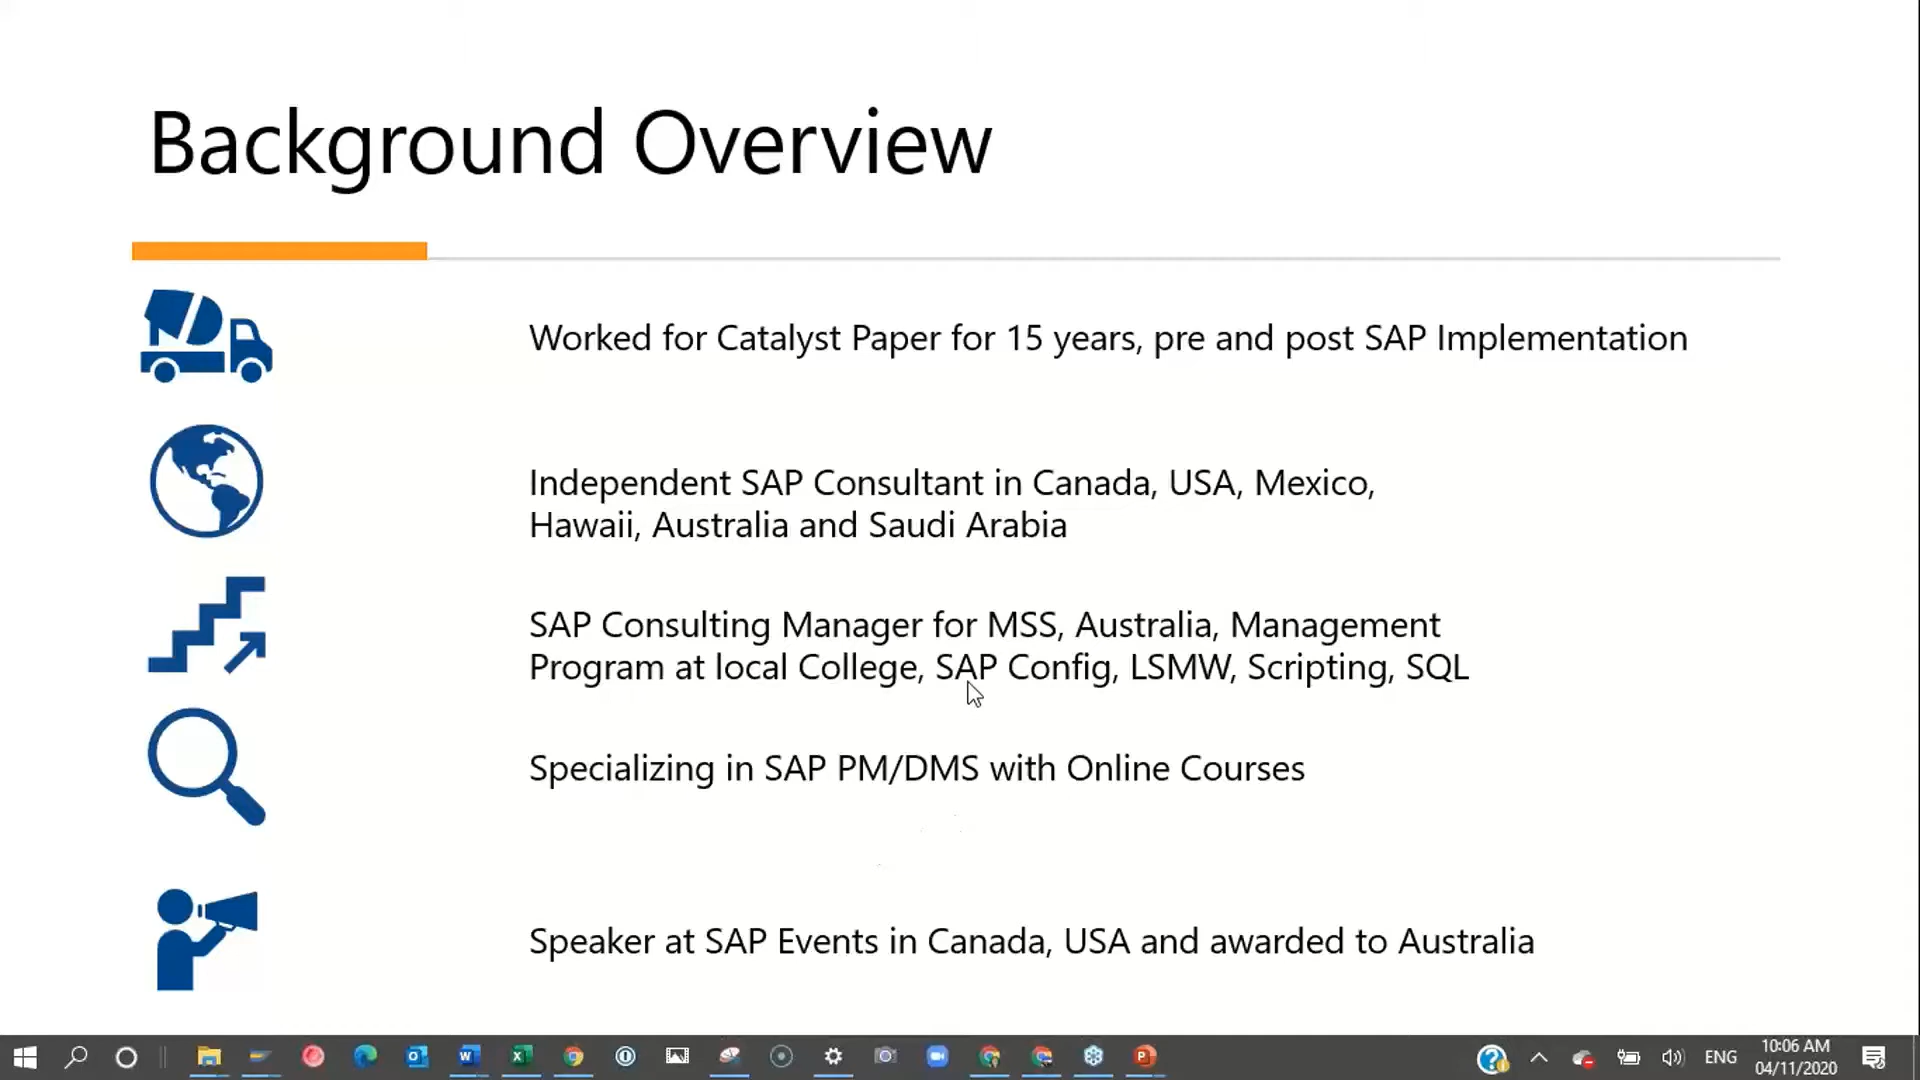 Background Overview
Worked for Catalyst Paper for 15 years, pre and post SAP Implementation
Independent SAP Consultant in Canada, USA, Mexico,
Hawaii, Australia and Saudi Arabia
SAP Consulting Manager for MSS, Australia, Management
Program at local College, SAP Config, LSMW, Scripting, SQL
Specializing in SAP PM/DMS with Online Courses
Speaker at SAP Events in Canada, USA and awarded to Australia
ENG
10:06 AM
04/11/2020